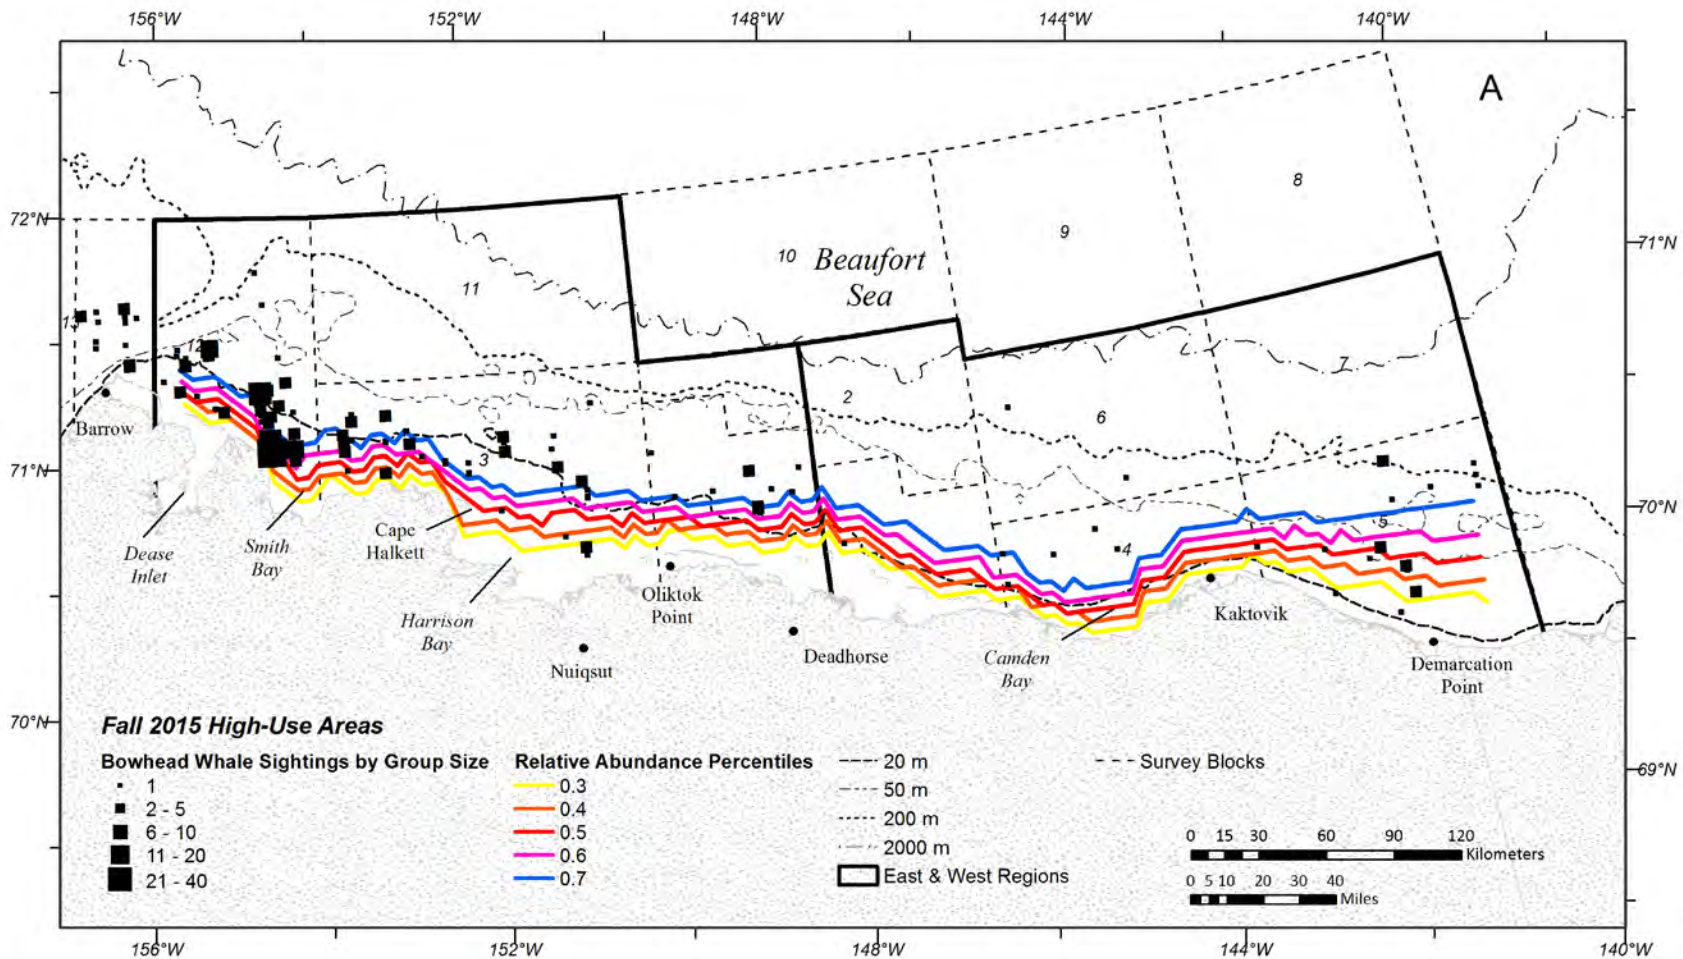 156°W
152°W
148°W
144°W
140°W
A
8
9
72°N
71°N
10
Beaufort
Sea
11
12
7
2
6
Barrow
71°N
3
70°N
5
4
1
Dease
Inlet
Smith
Bay
Cape
Halkett
Harrison
Bay
Oliktok
Point
Nuiqsut
Deadhorse
Camden
Bay
Kaktovik
Demarcation
Point
70°N
Fall 2015 High-Use Areas
Bowhead Whale Sightings by Group Size
1
2 - 5
6 - 10
11 - 20
21 - 40
Relative Abundance Percentiles
0.3
0.4
0.5
0.6
0.7
20 m
50 m
200 m
2000 m
East & West Regions
Survey Blocks
69°N
0 15 30 60 90 120
Kilometers
0 5 10 20 30 40
Miles
156°W
152°W
148°W
144°W
140°W